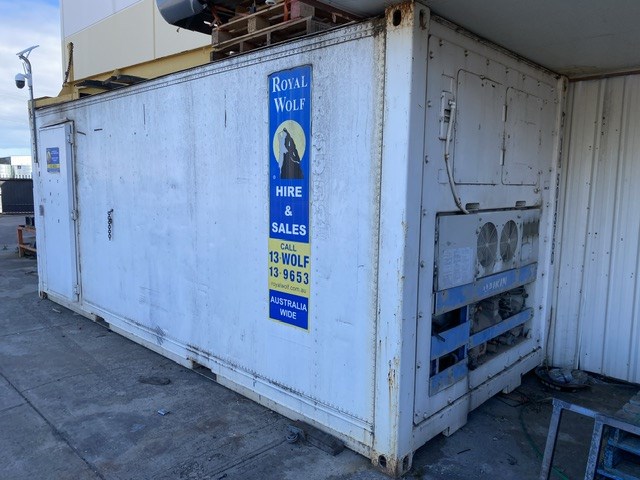 ROYAL
WOLF
HIRE
&
SALES
CALL
13•WOLF
13•9653
royalwolf.com.au
AUSTRALIA
WIDE